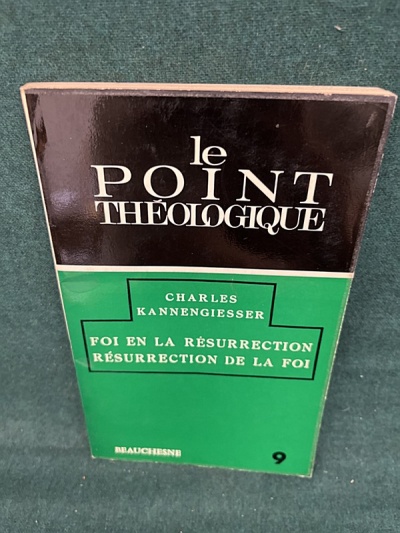 le
POINT
THÉOLOGIQUE
CHARLES
KANNENGIESSER
FOI EN LA RÉSURRECTION
RÉSURRECTION DE LA FOI
BEAUCHESNE
9